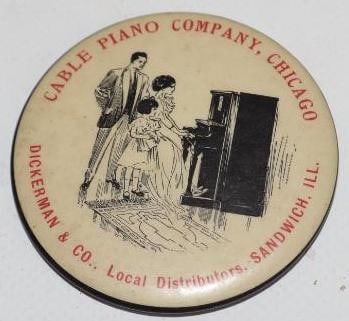 CABLE PIANO COMPANY, CHICAGO
DICKERMAN & CO., Local Distributors, SANDWICH, ILL.